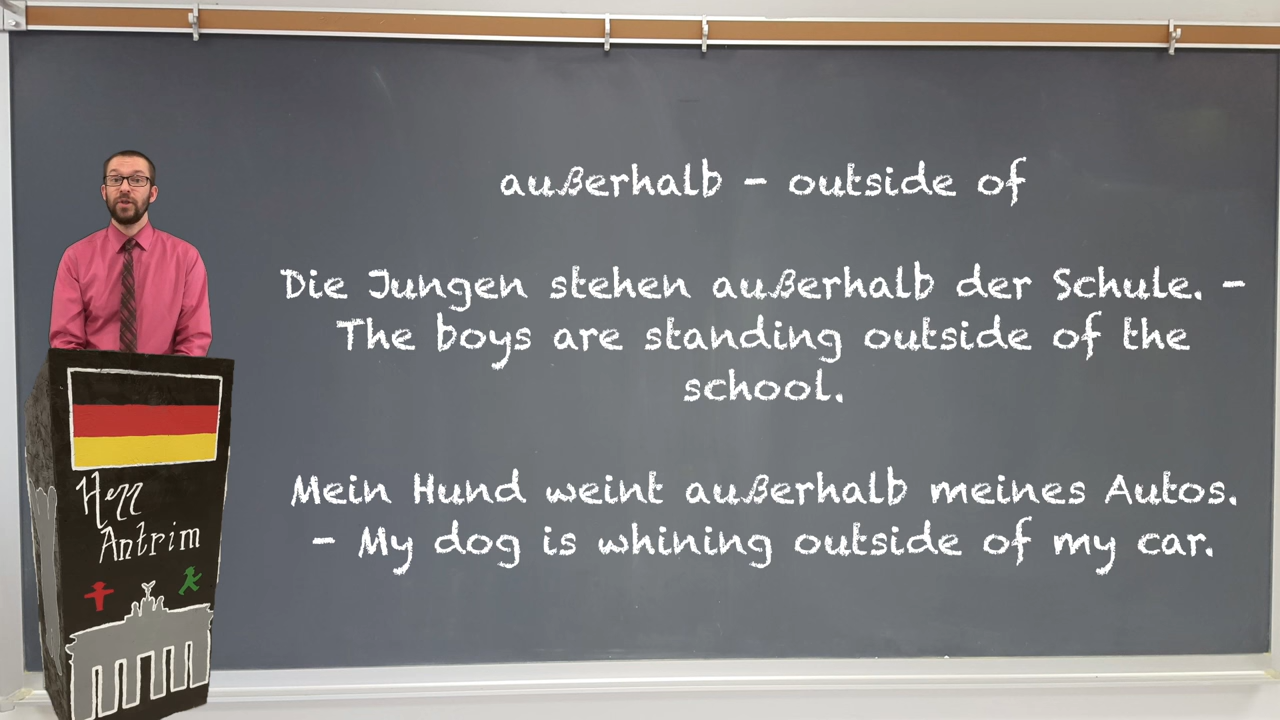 außerhalb - outside of
Die Jungen stehen außerhalb der Schule. -
The boys are standing outside of the
school.
Mein Hund weint außerhalb meines Autos.
- My dog is whining outside of my car.
Herr
Antrim